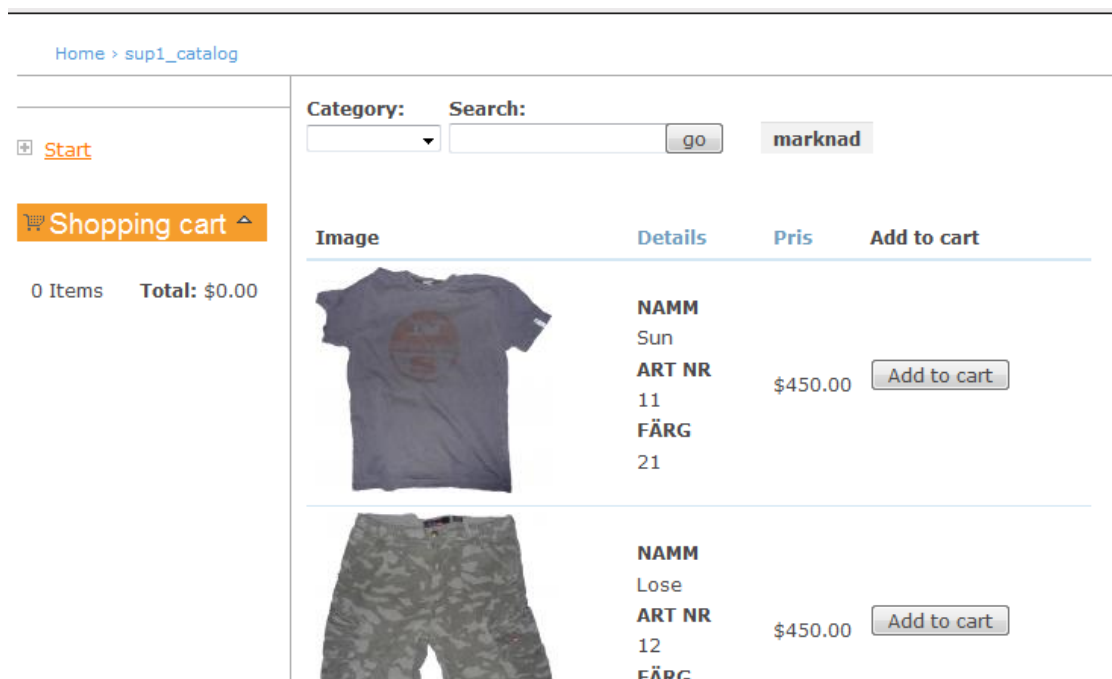 Home › sup1_catalog
Start
Shopping cart
0 Items Total: $0.00
Category: Search:
go
marknad
Image Details Pris Add to cart
NAMM
Sun
ART NR
11
FÄRG
21
$450.00 Add to cart
NAMM
Lose
ART NR
12
FÄRG
$450.00 Add to cart